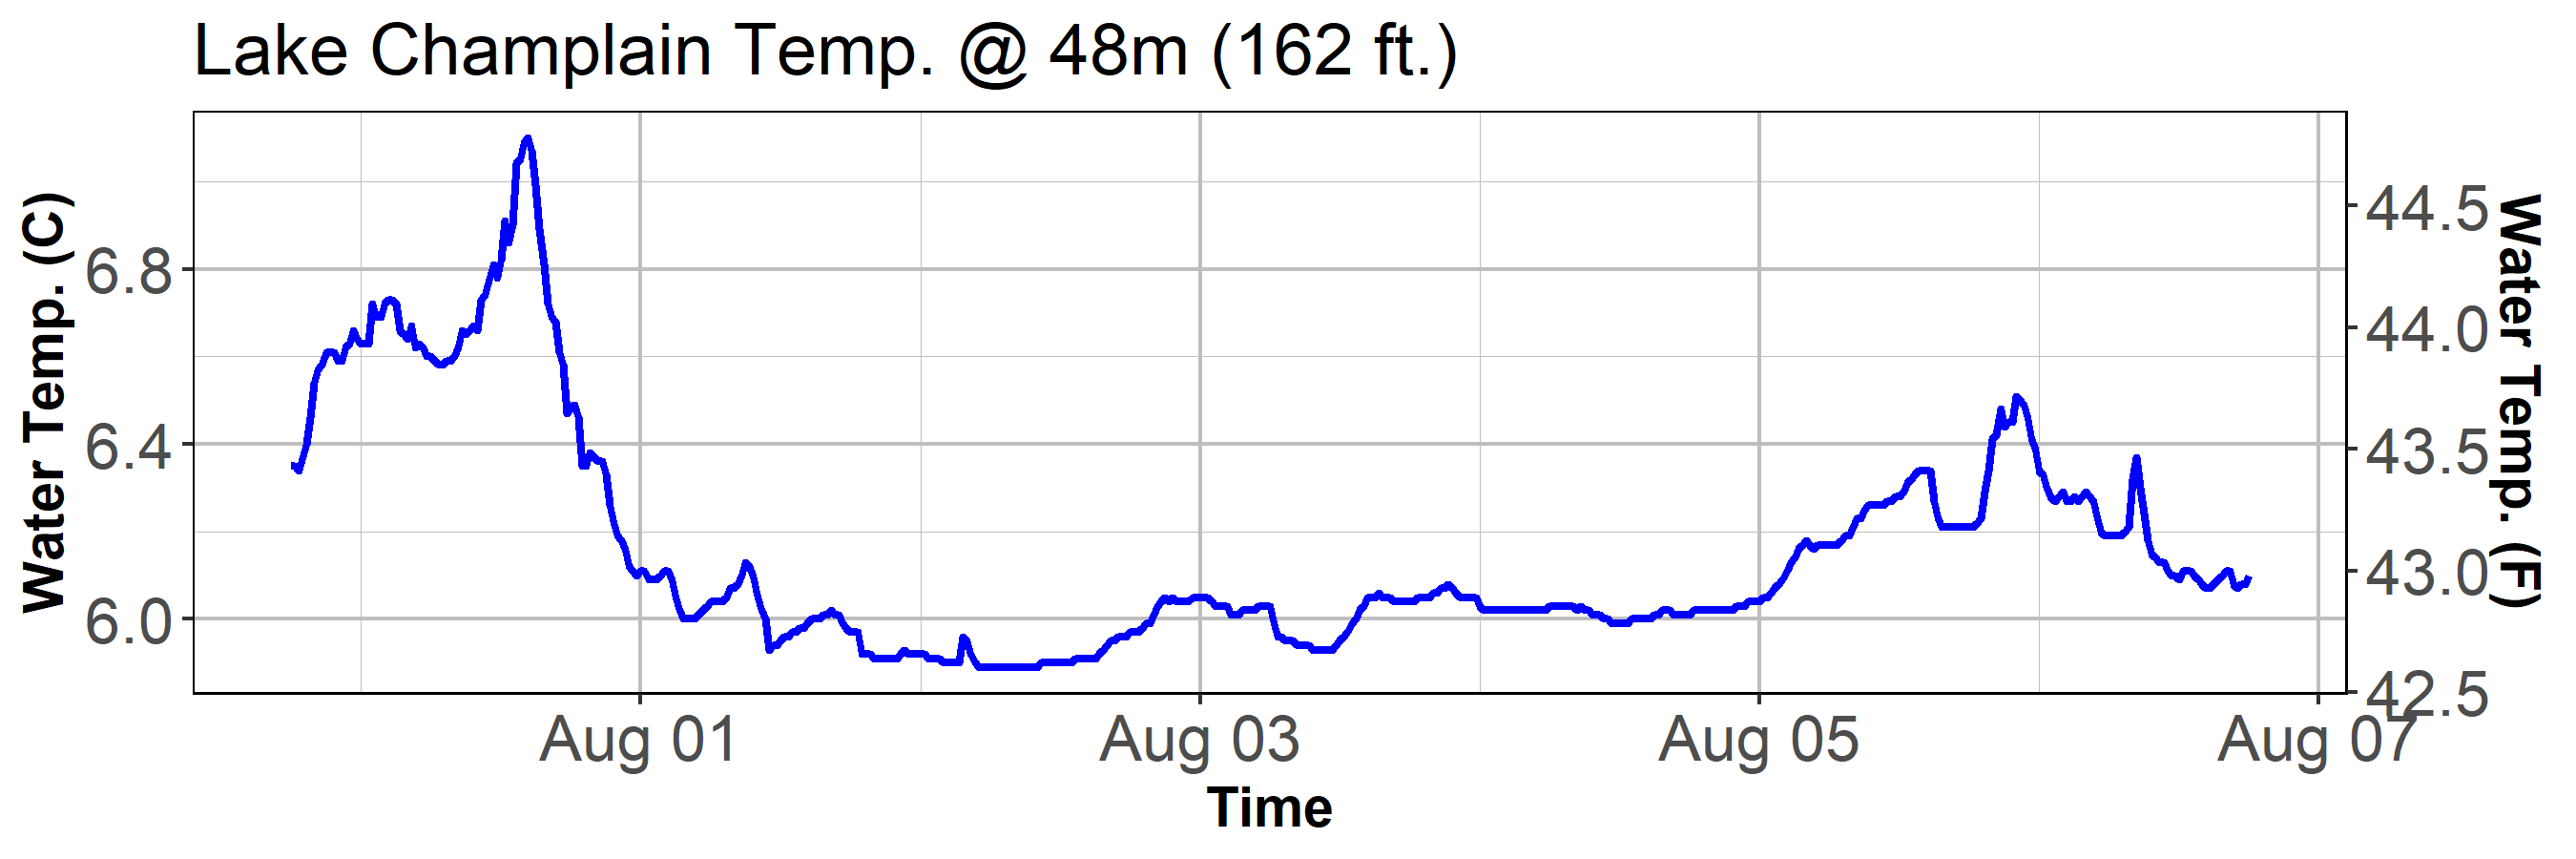 Lake Champlain Temp. @ 48m (162 ft.)
Water Temp. (C)
6.8
6.4
6.0
44.5
44.0
43.5
43.0
42.5
Water Temp. (F)
Aug 01 Aug 03 Aug 05 Aug 07
Time